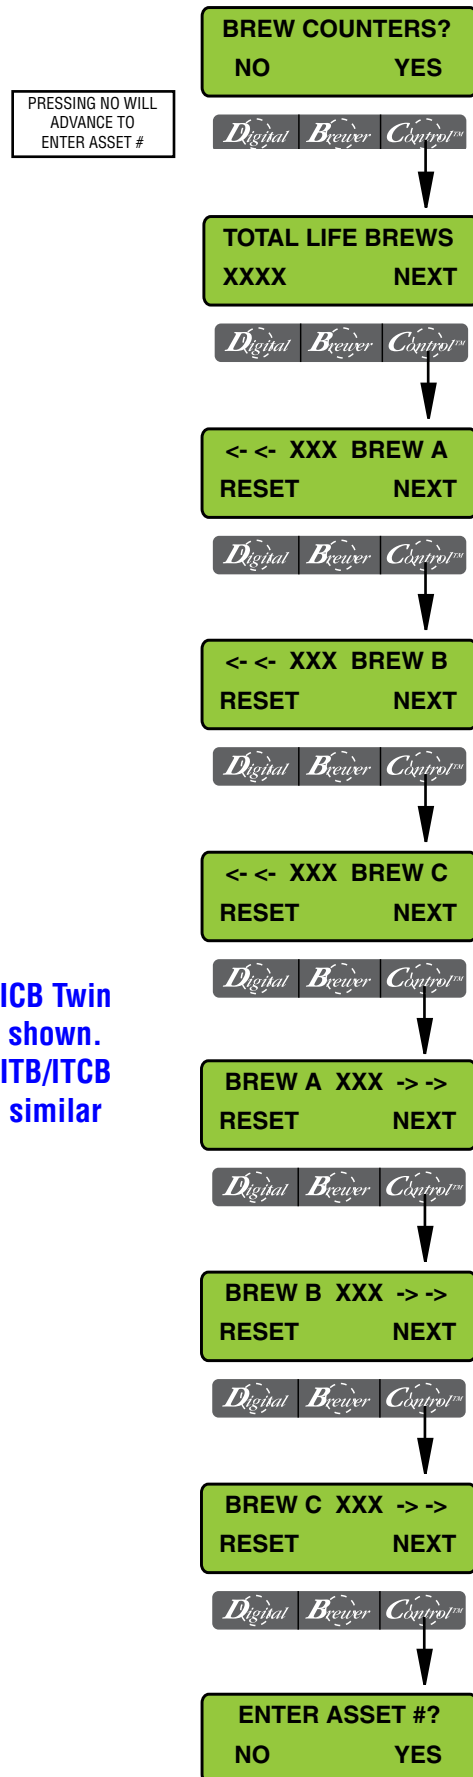 BREW COUNTERS?
NO YES
PRESSING NO WILL
ADVANCE TO
ENTER ASSET #
Digital Brewer Control™
TOTAL LIFE BREWS
XXXX NEXT
Digital Brewer Control™
<- <- XXX BREW A
RESET NEXT
Digital Brewer Control™
<- <- XXX BREW B
RESET NEXT
Digital Brewer Control™
<- <- XXX BREW C
RESET NEXT
Digital Brewer Control™
ICB Twin
shown.
ITB/ITCB
similar
BREW A XXX -> ->
RESET NEXT
Digital Brewer Control™
BREW B XXX -> ->
RESET NEXT
Digital Brewer Control™
BREW C XXX -> ->
RESET NEXT
Digital Brewer Control™
ENTER ASSET #?
NO YES